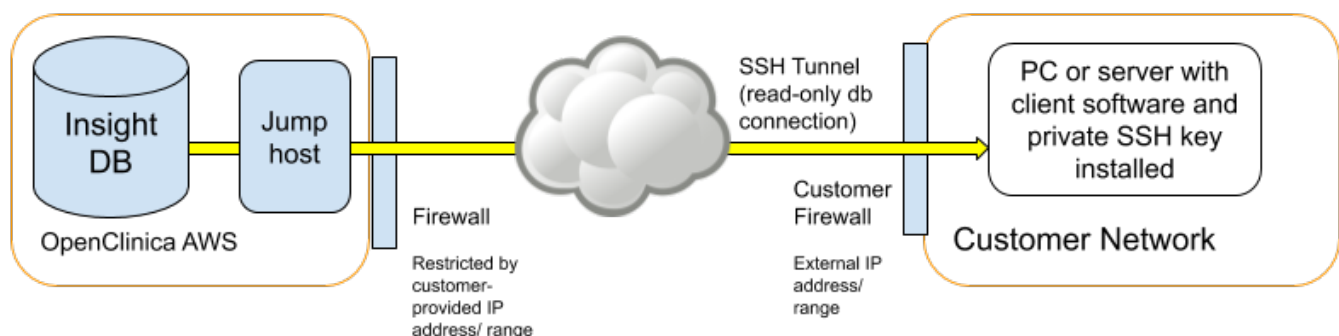 Insight
DB
Jump
host
OpenClinica AWS
Firewall
Restricted by
customer-
provided IP
address/ range
SSH Tunnel
(read-only db
connection)
Customer
Firewall
External IP
address/
range
PC or server with
client software and
private SSH key
installed
Customer Network